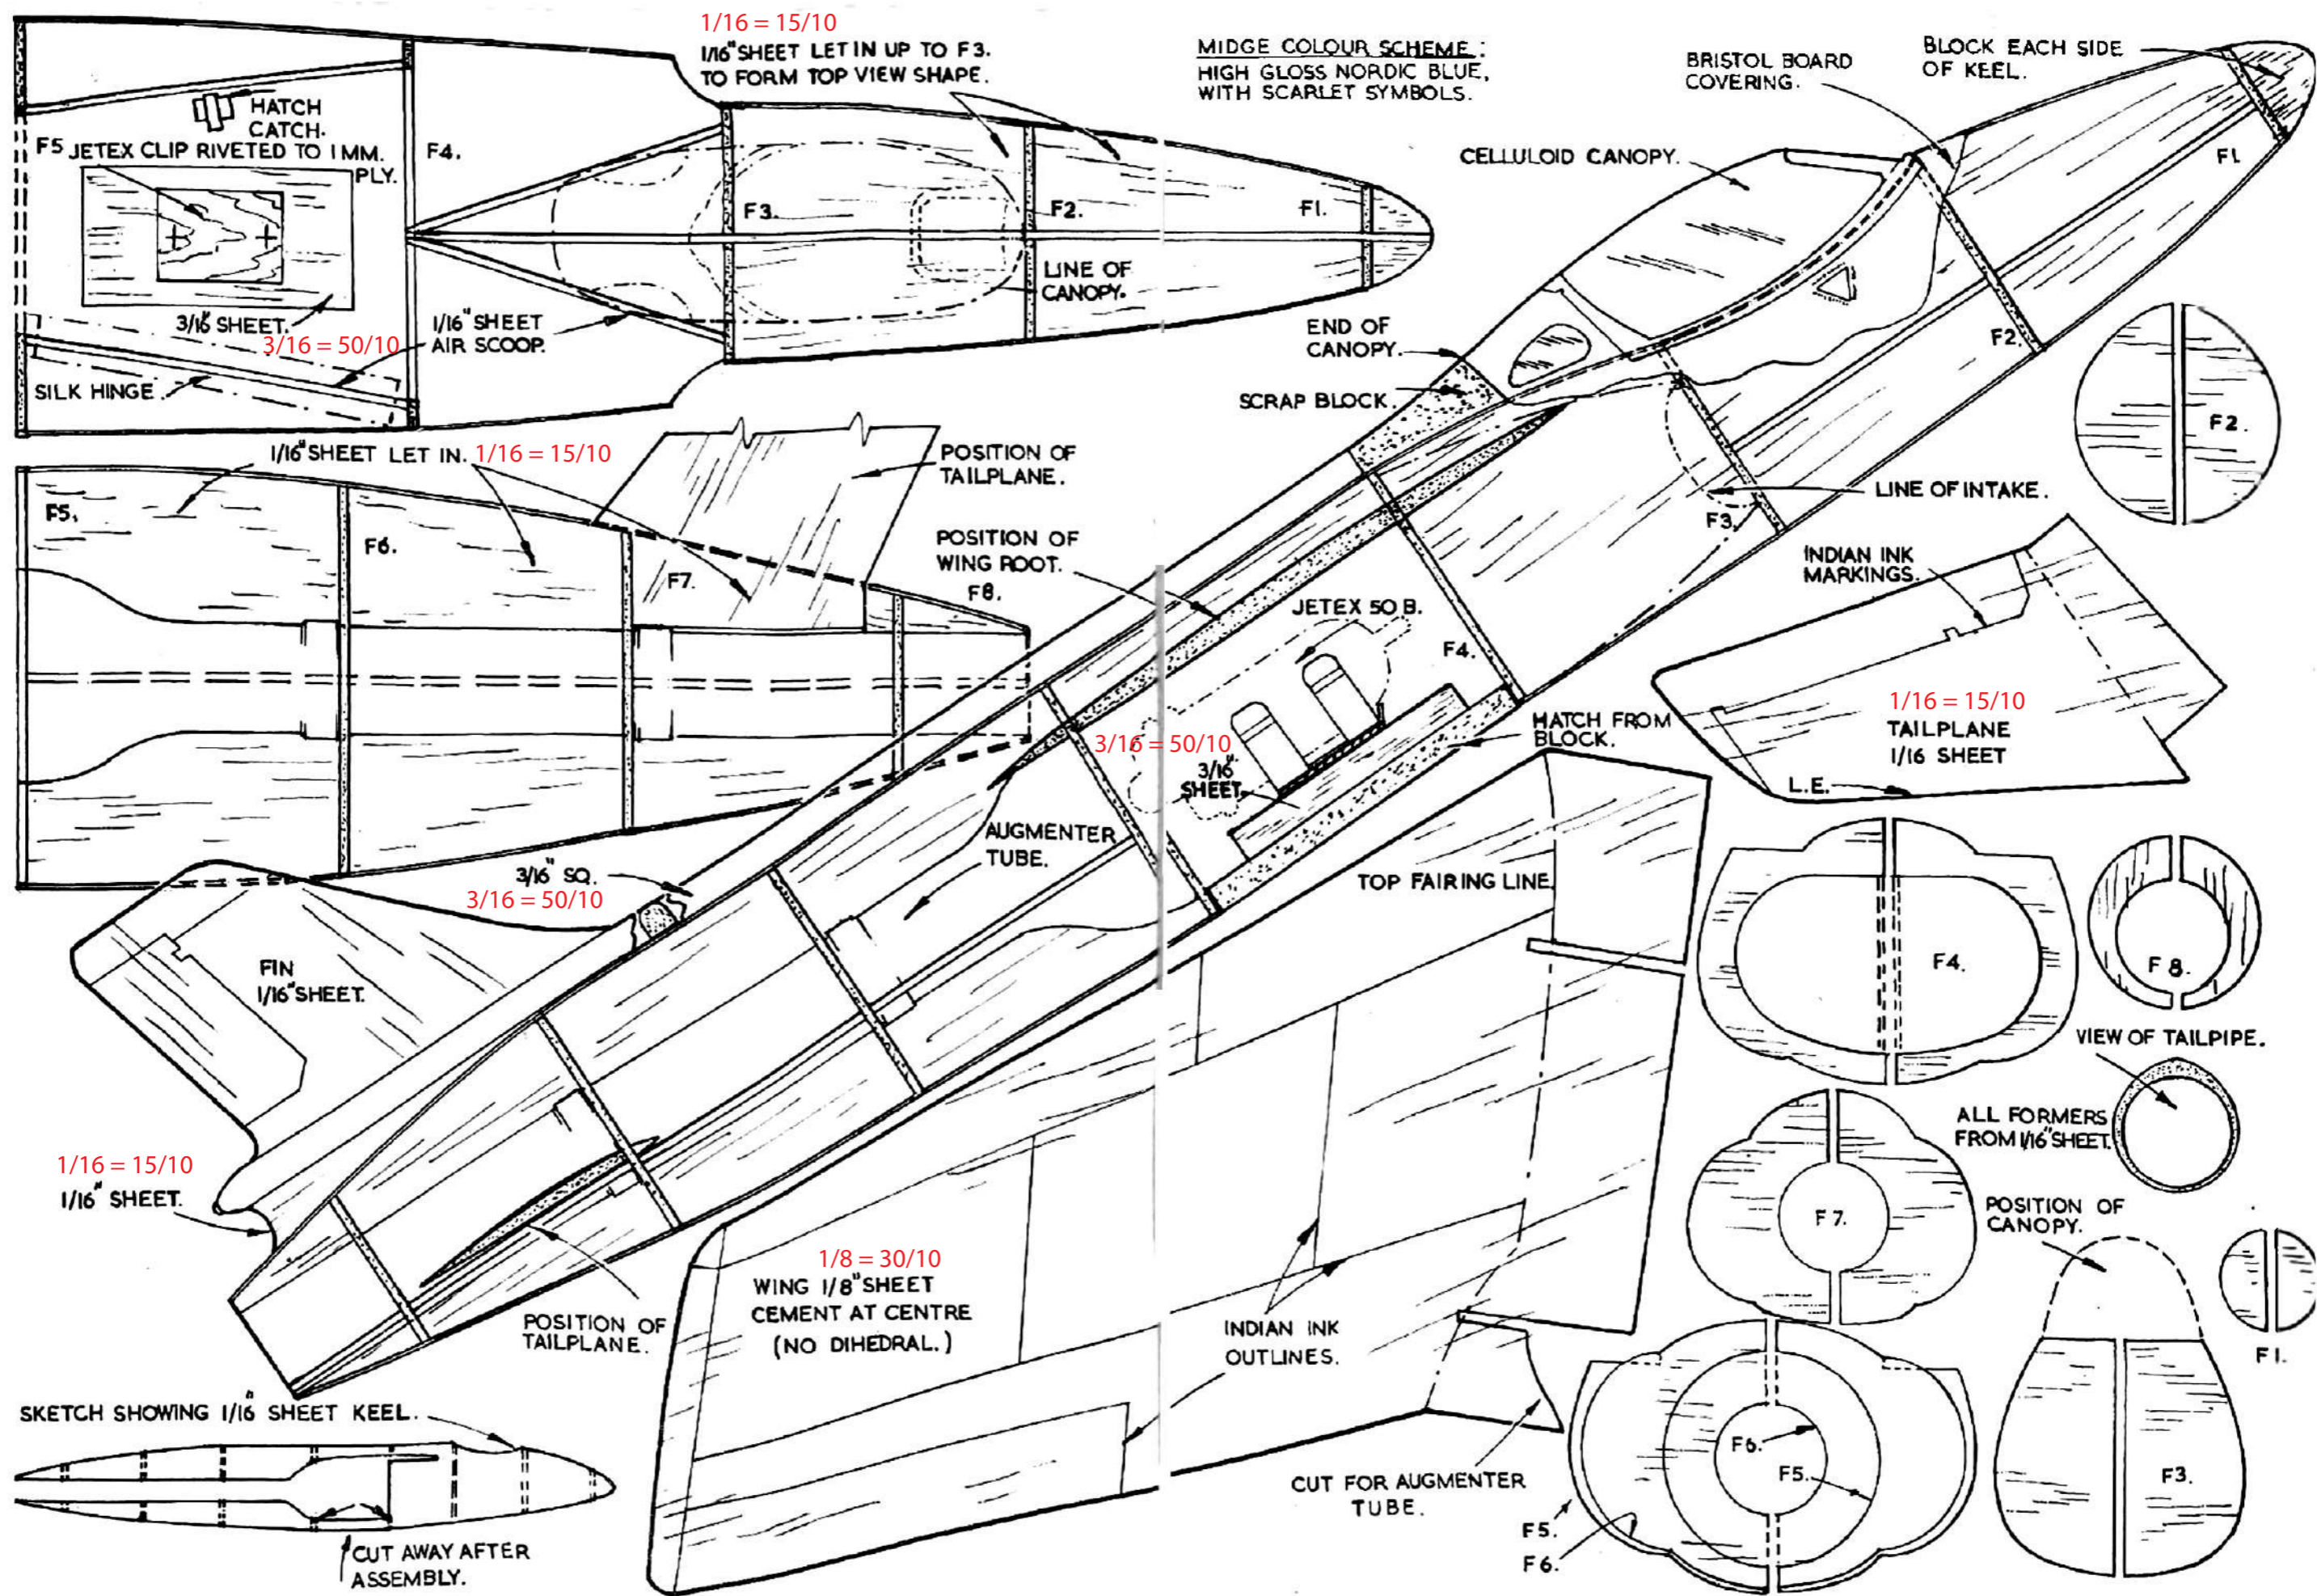 1/16 = 15/10
1/16" SHEET LET IN UP TO F3.
TO FORM TOP VIEW SHAPE.
MIDGE COLOUR SCHEME :
HIGH GLOSS NORDIC BLUE,
WITH SCARLET SYMBOLS.
BRISTOL BOARD
COVERING.
BLOCK EACH SIDE
OF KEEL.
HATCH
CATCH.
F5
JETEX CLIP RIVETED TO 1 MM.
PLY.
F4.
F3.
F2.
F1.
LINE OF
CANOPY.
3/16" SHEET.
3/16 = 50/10
1/16" SHEET
AIR SCOOP.
SILK HINGE.
CELLULOID CANOPY.
F1.
F2.
END OF
CANOPY.
SCRAP BLOCK.
F2.
LINE OF INTAKE.
F3.
1/16" SHEET LET IN.
1/16 = 15/10
POSITION OF
TAILPLANE.
F5.
F6.
F7.
F8.
POSITION OF
WING ROOT.
JETEX 50 B.
F4.
INDIAN INK
MARKINGS.
1/16 = 15/10
TAILPLANE
1/16 SHEET
L.E.
HATCH FROM
BLOCK.
3/16 = 50/10
3/16"
SHEET.
AUGMENTER
TUBE.
3/16" SQ.
3/16 = 50/10
TOP FAIRING LINE.
FIN
1/16" SHEET.
F4.
F 8.
VIEW OF TAILPIPE.
ALL FORMERS
FROM 1/16" SHEET.
1/16 = 15/10
1/16" SHEET.
F 7.
POSITION OF
CANOPY.
F 1.
1/8 = 30/10
WING 1/8" SHEET
CEMENT AT CENTRE
(NO DIHEDRAL.)
POSITION OF
TAILPLANE.
INDIAN INK
OUTLINES.
SKETCH SHOWING 1/16" SHEET KEEL.
CUT AWAY AFTER
ASSEMBLY.
CUT FOR AUGMENTER
TUBE.
F6.
F5.
F5.
F6.
F3.